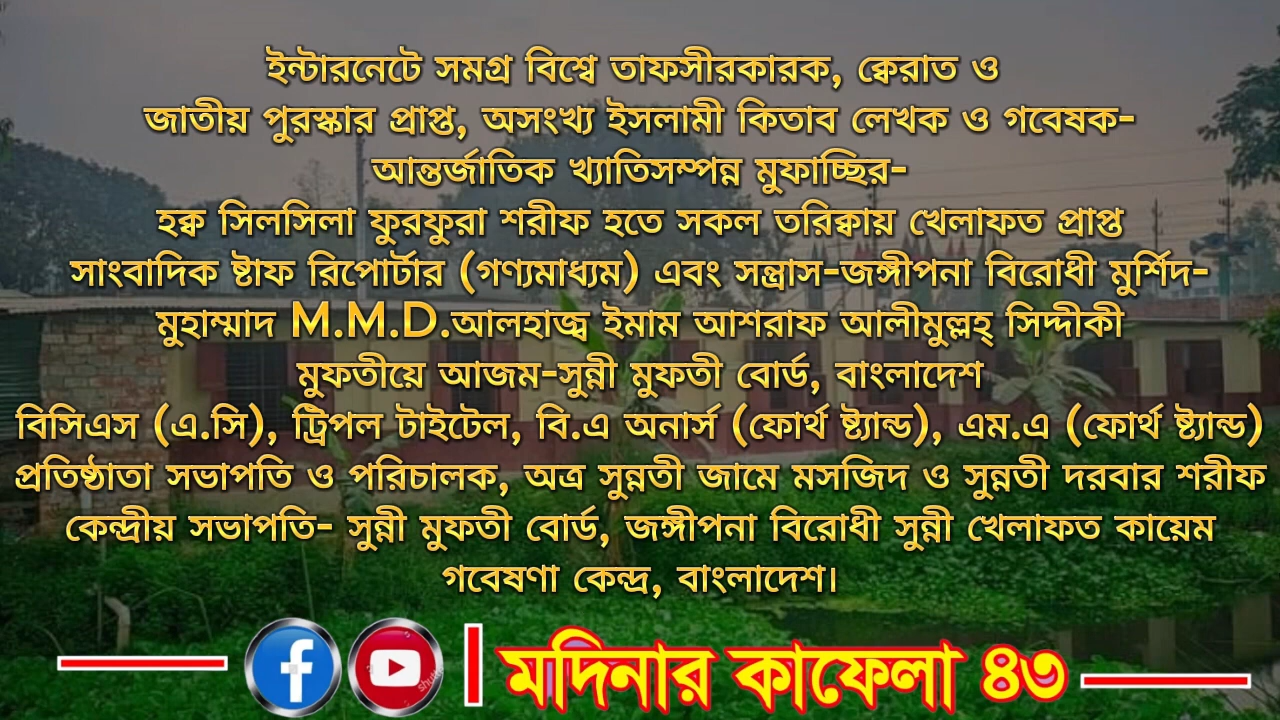 ইন্টারনেটে সমগ্র বিশ্বে তাফসীরকারক, ক্বেরাত ও
জাতীয় পুরস্কার প্রাপ্ত, অসংখ্য ইসলামী কিতাব লেখক ও গবেষক-
আন্তর্জাতিক খ্যাতিসম্পন্ন মুফাচ্ছির-
হক্ব সিলসিলা ফুরফুরা শরীফ হতে সকল তরিক্বায় খেলাফত প্রাপ্ত
সাংবাদিক ষ্টাফ রিপোর্টার (গণ্যমাধ্যম) এবং সন্ত্রাস-জঙ্গীপনা বিরোধী মুর্শিদ-
মুহাম্মাদ M.M.D.আলহাজ্ব ইমাম আশরাফ আলীমুল্লহ্ সিদ্দীকী
মুফতীয়ে আজম-সুন্নী মুফতী বোর্ড, বাংলাদেশ
বিসিএস (এ.সি), ট্রিপল টাইটেল, বি.এ অনার্স (ফোর্থ ষ্ট্যান্ড), এম.এ (ফোর্থ ষ্ট্যান্ড)
প্রতিষ্ঠাতা সভাপতি ও পরিচালক, অত্র সুন্নতী জামে মসজিদ ও সুন্নতী দরবার শরীফ
কেন্দ্রীয় সভাপতি- সুন্নী মুফতী বোর্ড, জঙ্গীপনা বিরোধী সুন্নী খেলাফত কায়েম
গবেষণা কেন্দ্র, বাংলাদেশ।
মদিনার কাফেলা ৪৩